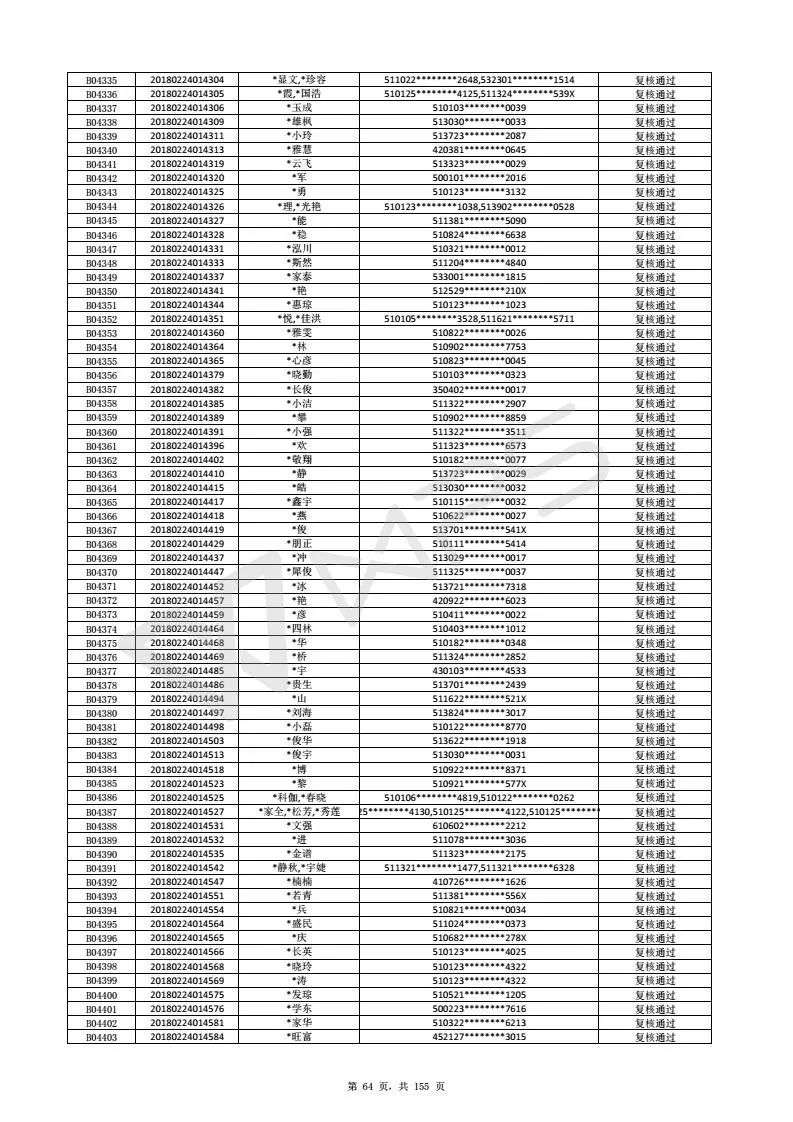 B04335 20180224014304 *显文,*珍容 511022********2648,532301********1514 复核通过
B04336 20180224014305 *霞,*国浩 510125********4125,511324********539X 复核通过
B04337 20180224014306 *玉成 510103********0039 复核通过
B04338 20180224014309 *雄枫 513030********0033 复核通过
B04339 20180224014311 *小玲 513723********2087 复核通过
B04340 20180224014313 *雅慧 420381********0645 复核通过
B04341 20180224014319 *云飞 513323********0029 复核通过
B04342 20180224014320 *军 500101********2016 复核通过
B04343 20180224014325 *勇 510123********3132 复核通过
B04344 20180224014326 *理,*光艳 510123********1038,513902********0528 复核通过
B04345 20180224014327 *能 511381********5090 复核通过
B04346 20180224014328 *稳 510824********6638 复核通过
B04347 20180224014331 *泓川 510321********0012 复核通过
B04348 20180224014333 *斯然 511204********4840 复核通过
B04349 20180224014337 *家泰 533001********1815 复核通过
B04350 20180224014341 *艳 512529********210X 复核通过
B04351 20180224014344 *惠琼 510123********1023 复核通过
B04352 20180224014351 *悦,*佳洪 510105********3528,511621********5711 复核通过
B04353 20180224014360 *雅雯 510822********0026 复核通过
B04354 20180224014364 *林 510902********7753 复核通过
B04355 20180224014365 *心彦 510823********0045 复核通过
B04356 20180224014379 *晓勤 510103********0323 复核通过
B04357 20180224014382 *长俊 350402********0017 复核通过
B04358 20180224014385 *小洁 511322********2907 复核通过
B04359 20180224014389 *攀 510902********8859 复核通过
B04360 20180224014391 *小强 511322********3511 复核通过
B04361 20180224014396 *欢 511323********6573 复核通过
B04362 20180224014402 *敬翔 510182********0077 复核通过
B04363 20180224014410 *静 513723********0029 复核通过
B04364 20180224014415 *皓 513030********0032 复核通过
B04365 20180224014417 *鑫宇 510115********0032 复核通过
B04366 20180224014418 *燕 510622********0027 复核通过
B04367 20180224014419 *俊 513701********541X 复核通过
B04368 20180224014429 *朋正 510111********5414 复核通过
B04369 20180224014437 *冲 513029********0017 复核通过
B04370 20180224014447 *犀俊 511325********0037 复核通过
B04371 20180224014452 *冰 513721********7318 复核通过
B04372 20180224014457 *艳 420922********6023 复核通过
B04373 20180224014459 *彦 510411********0022 复核通过
B04374 20180224014464 *四林 510403********1012 复核通过
B04375 20180224014468 *华 510182********0348 复核通过
B04376 20180224014469 *桥 511324********2852 复核通过
B04377 20180224014485 *宇 430103********4533 复核通过
B04378 20180224014486 *贵生 513701********2439 复核通过
B04379 20180224014494 *山 511622********521X 复核通过
B04380 20180224014497 *刘海 513824********3017 复核通过
B04381 20180224014498 *小磊 510122********8770 复核通过
B04382 20180224014503 *俊华 513622********1918 复核通过
B04383 20180224014513 *俊宇 513030********0031 复核通过
B04384 20180224014518 *博 510922********8371 复核通过
B04385 20180224014523 *黎 510921********577X 复核通过
B04386 20180224014525 *科伽,*春晓 510106********4819,510122********0262 复核通过
B04387 20180224014527 *家全,*松芳,*秀莲 25********4130,510125********4122,510125******** 复核通过
B04388 20180224014531 *文强 610602********2212 复核通过
B04389 20180224014532 *进 511078********3036 复核通过
B04390 20180224014535 *金谱 511323********2175 复核通过
B04391 20180224014542 *静秋,*宇婕 511321********1477,511321********6328 复核通过
B04392 20180224014547 *楠楠 410726********1626 复核通过
B04393 20180224014551 *若青 511381********556X 复核通过
B04394 20180224014554 *兵 510821********0034 复核通过
B04395 20180224014564 *盛民 511024********0373 复核通过
B04396 20180224014565 *庆 510682********278X 复核通过
B04397 20180224014566 *长英 510123********4025 复核通过
B04398 20180224014568 *晓玲 510123********4322 复核通过
B04399 20180224014569 *涛 510123********4322 复核通过
B04400 20180224014575 *发琼 510521********1205 复核通过
B04401 20180224014576 *学东 500223********7616 复核通过
B04402 20180224014581 *家华 510322********6213 复核通过
B04403 20180224014584 *旺富 452127********3015 复核通过
WPS
第 64 页，共 155 页